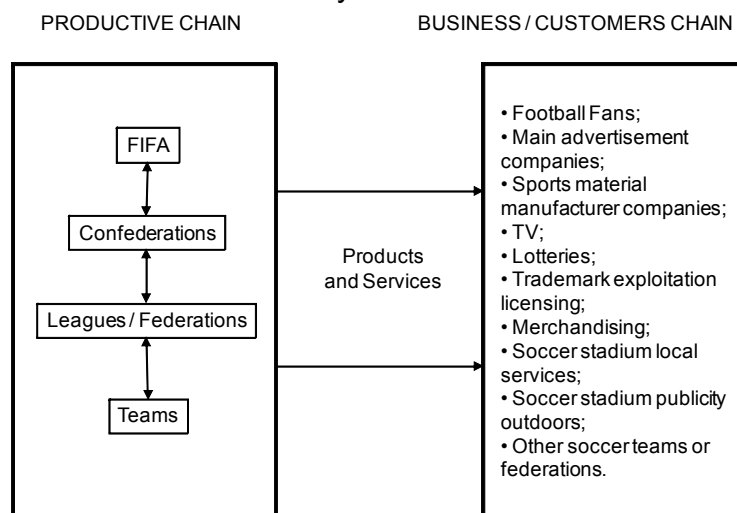 PRODUCTIVE CHAIN
BUSINESS / CUSTOMERS CHAIN
FIFA
Confederations
Leagues / Federations
Teams
Products
and Services
• Football Fans;
• Main advertisement
companies;
• Sports material
manufacturer companies;
• TV;
• Lotteries;
• Trademark exploitation
licensing;
• Merchandising;
• Soccer stadium local
services;
• Soccer stadium publicity
outdoors;
• Other soccer teams or
federations.